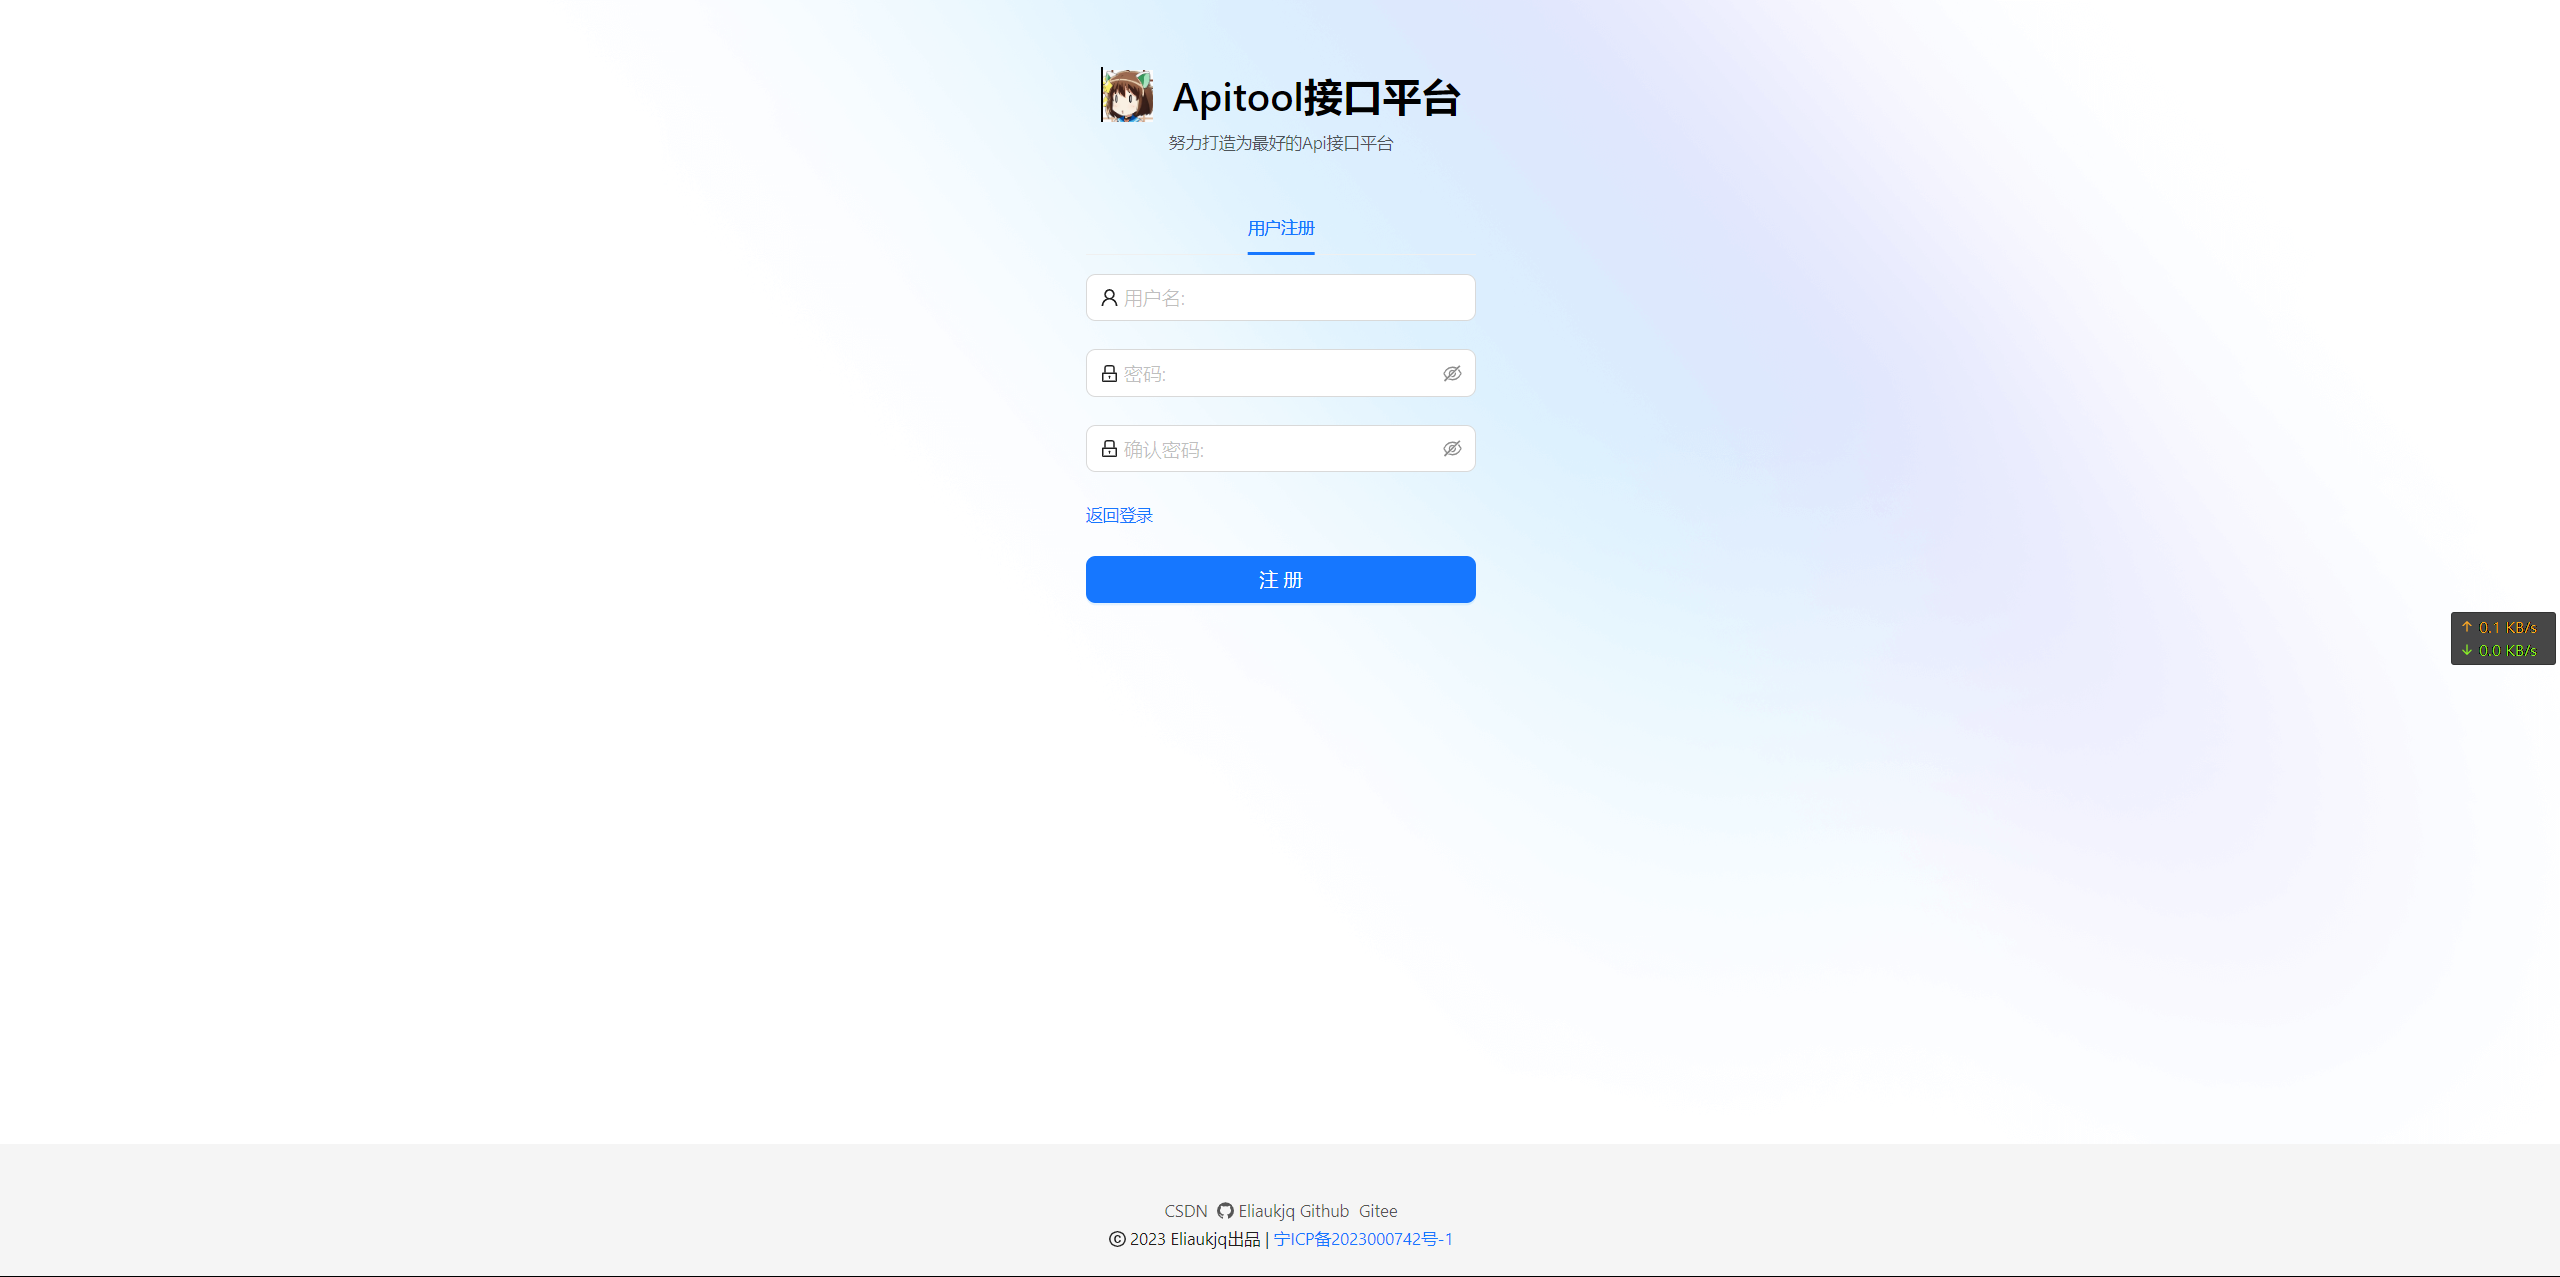 Apitool接口平台
努力打造为最好的Api接口平台
用户注册
用户名:
密码:
确认密码:
返回登录
注 册
↑ 0.1 KB/s
↓ 0.0 KB/s
CSDN Eliaukjq Github Gitee
© 2023 Eliaukjq出品 | 宁ICP备2023000742号-1